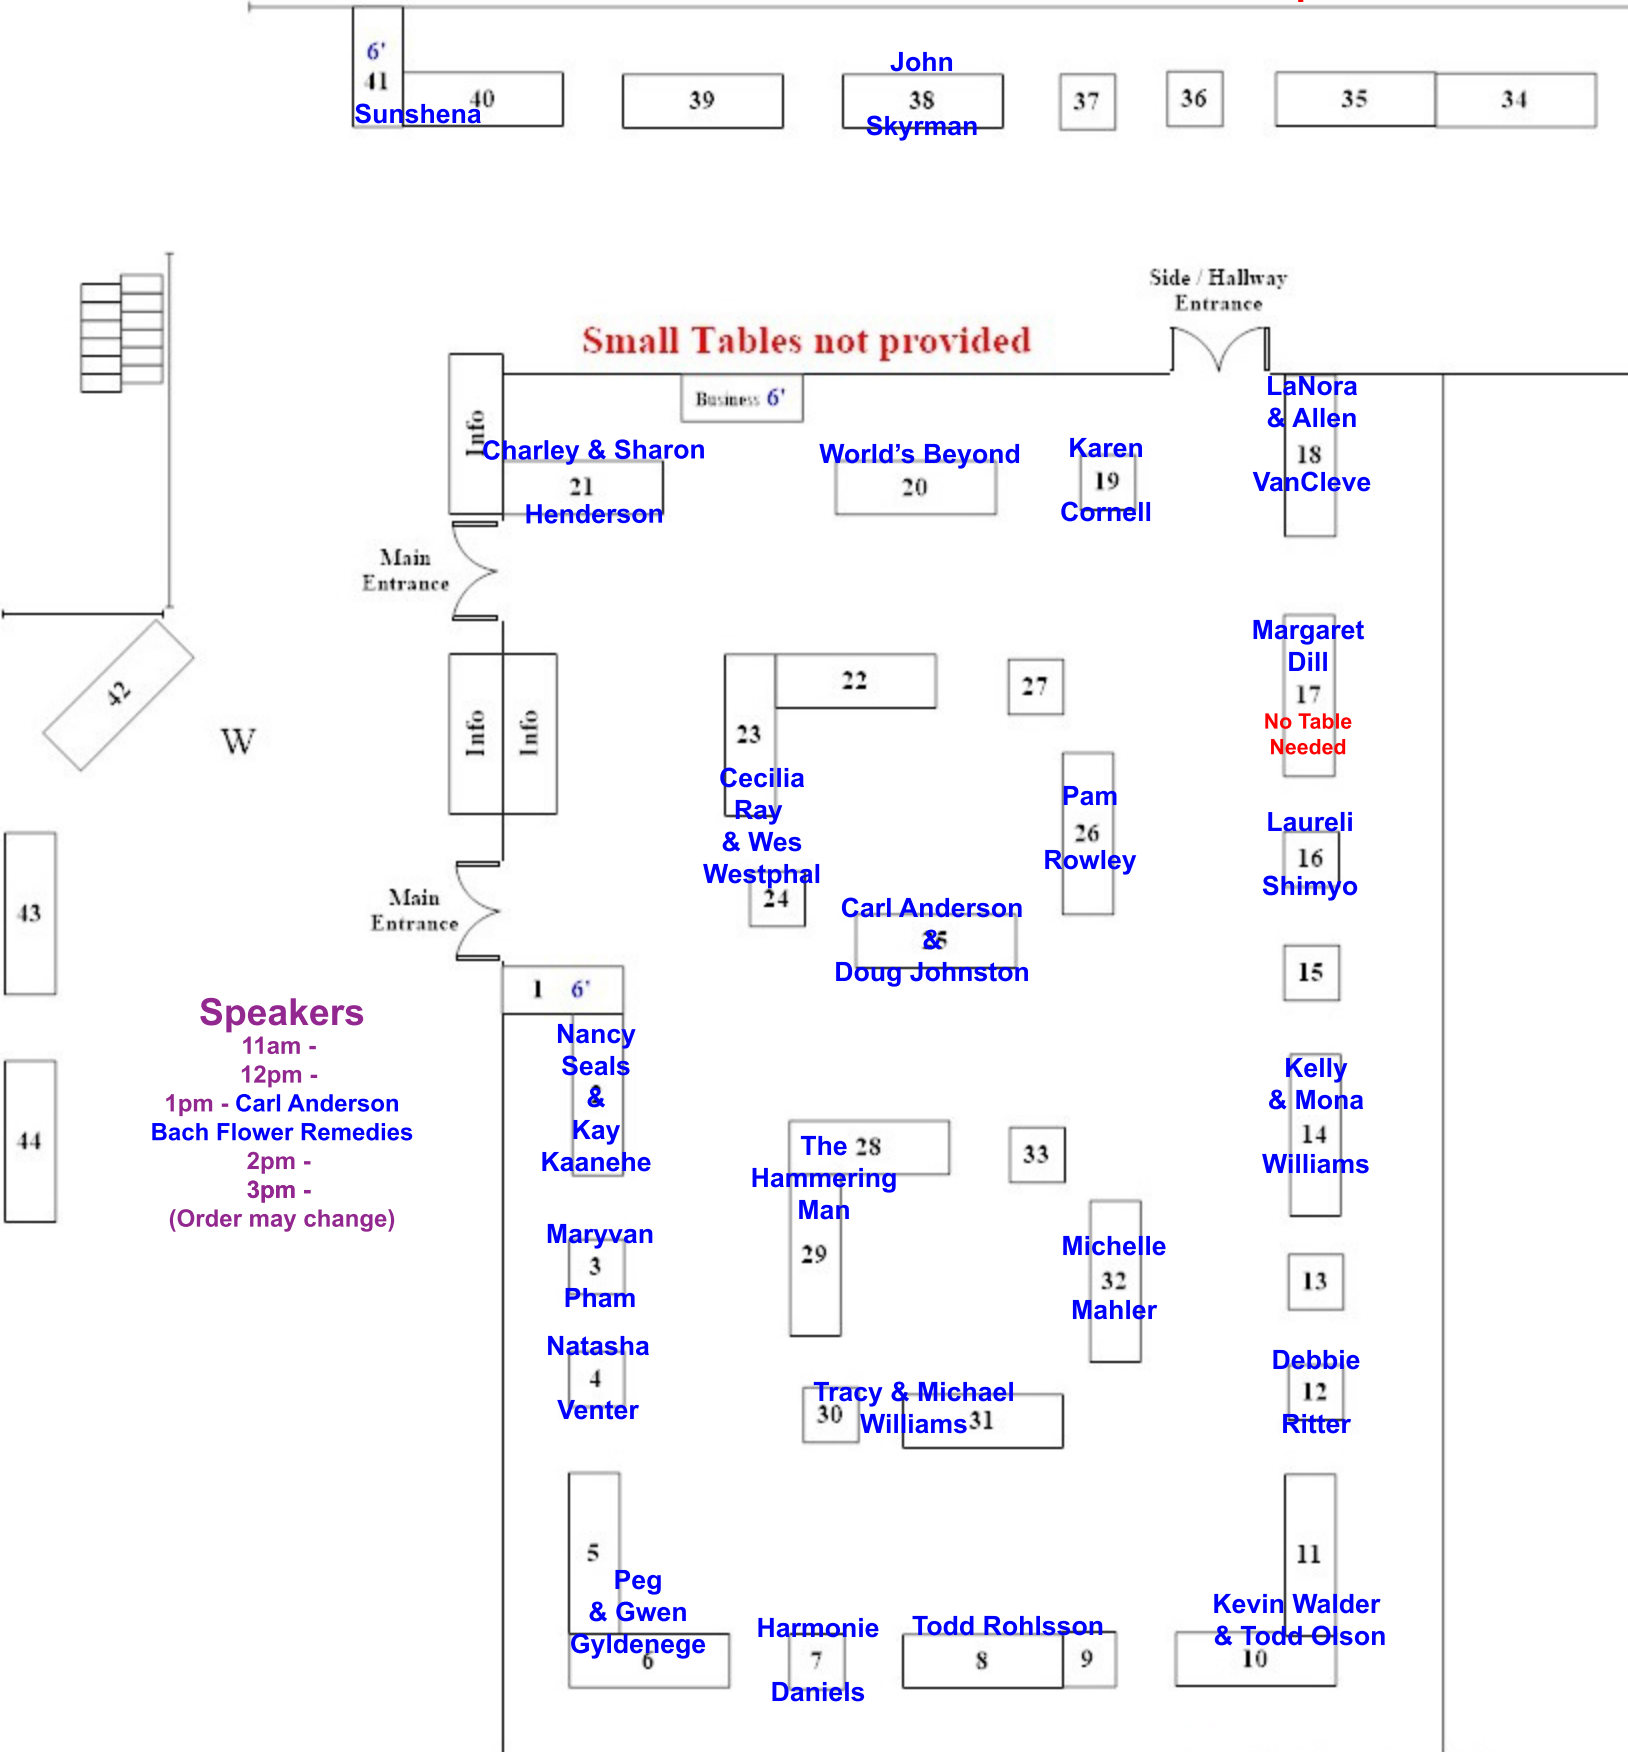 6'
41
Sunshena
40
39
John
38
Skyrman
37
36
35
34
Side / Hallway
Entrance
Small Tables not provided
Business 6'
Info
Charley & Sharon
21
Henderson
World's Beyond
20
Karen
19
Cornell
LaNora
& Allen
18
VanCleve
Main
Entrance
42
W
Info
Info
22
23
Cecilia
Ray
& Wes
Westphal
24
27
Pam
26
Rowley
Margaret
Dill
17
No Table
Needed
Laureli
16
Shimyo
Carl Anderson
&
Doug Johnston
15
Main
Entrance
43
44
Speakers
11am -
12pm -
1pm - Carl Anderson
Bach Flower Remedies
2pm -
3pm -
(Order may change)
1 6'
Nancy
Seals
&
Kay
Kaanehe
The 28
Hammering
Man
29
33
Kelly
& Mona
14
Williams
Maryvan
3
Pham
Michelle
32
Mahler
13
Natasha
4
Venter
Tracy & Michael
30
Williams 31
Debbie
12
Ritter
5
Peg
& Gwen
Gyldenege
6
Harmonie
7
Daniels
Todd Rohlsson
8
9
11
Kevin Walder
& Todd Olson
10